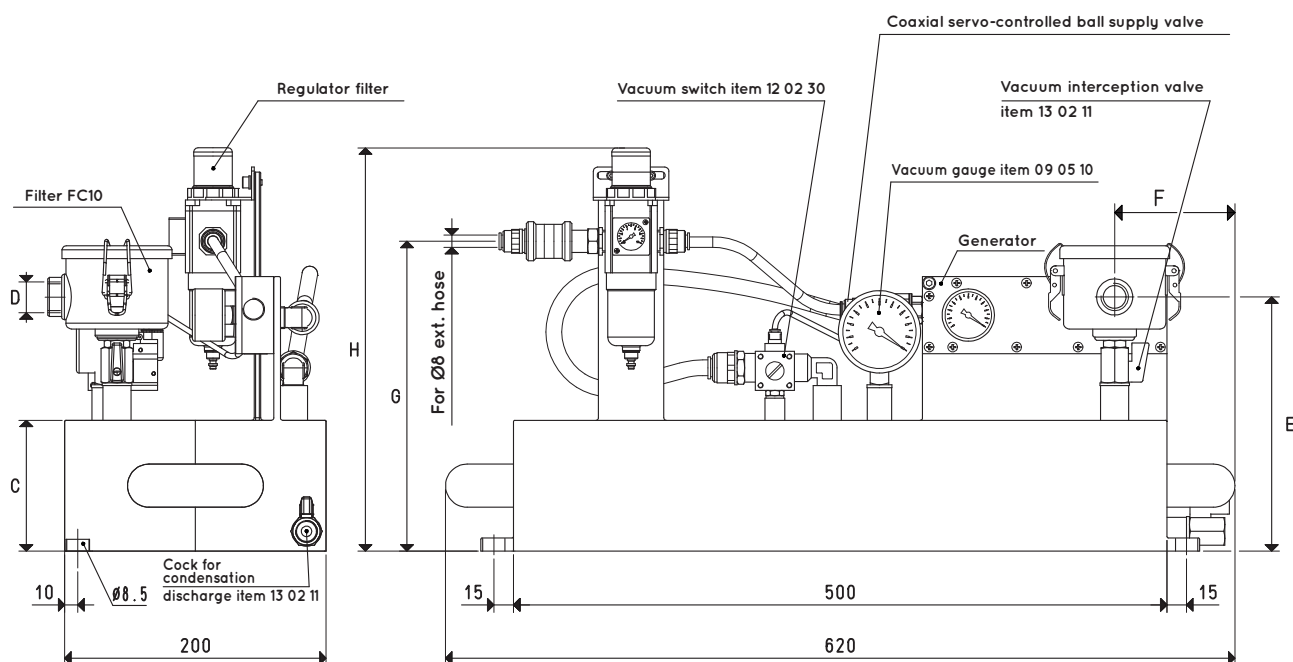 Coaxial servo-controlled ball supply valve
Regulator filter
Vacuum switch item 12 02 30
Vacuum interception valve
item 13 02 11
Vacuum gauge item 09 05 10
Filter FC10
F
Generator
D
H
G
For Ø8 ext. hose
E
C
Cock for
condensation
discharge item 13 02 11
10
Ø8.5
15
500
15
200
620